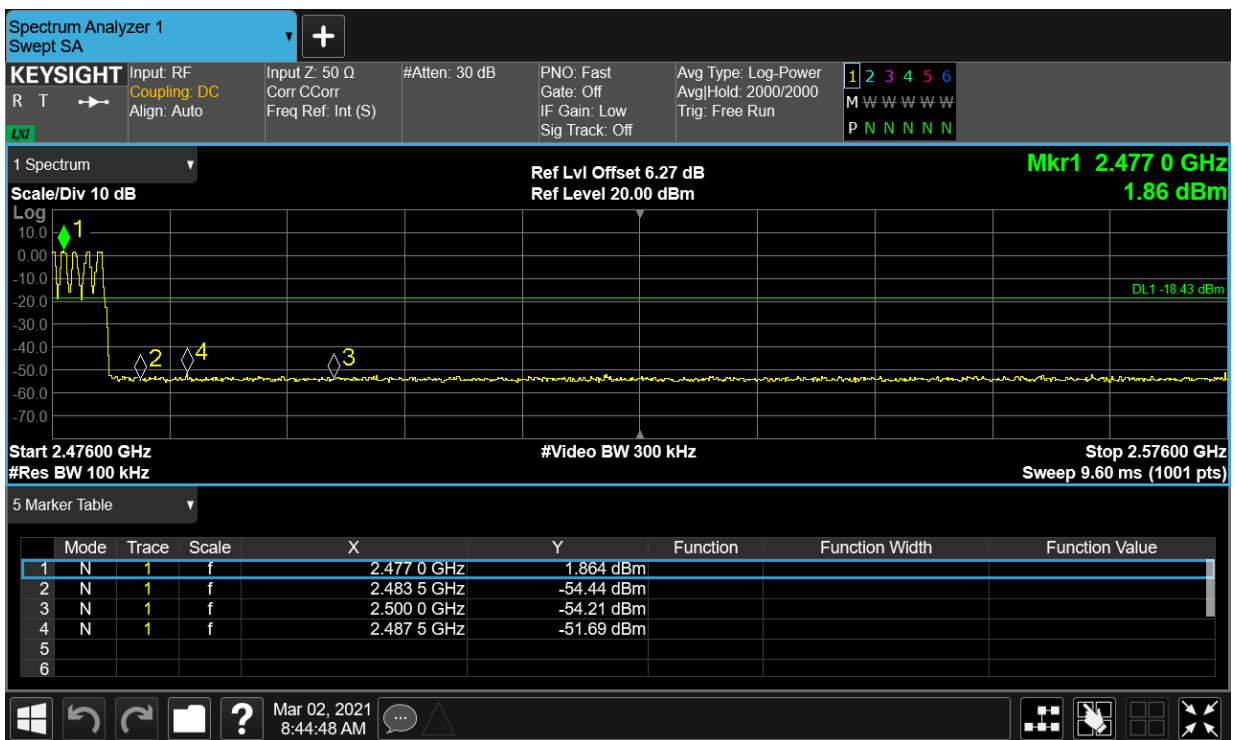 Spectrum Analyzer 1
Swept SA
KEYSIGHT Input: RF Input Z: 50 Ω #Atten: 30 dB PNO: Fast Avg Type: Log-Power 1 2 3 4 5 6
R T Coupling: DC Corr CCorr Gate: Off Avg|Hold: 2000/2000 M W W W W W
Align: Auto Freq Ref: Int (S) IF Gain: Low Trig: Free Run
LXI Sig Track: Off P N N N N N
1 Spectrum Ref Lvl Offset 6.27 dB Mkr1 2.477 0 GHz
Scale/Div 10 dB Ref Level 20.00 dBm 1.86 dBm
Log
10.0 1
0.00
-10.0
DL1 -18.43 dBm
-20.0
-30.0
-40.0
2 4 3
-50.0
-60.0
-70.0
Start 2.47600 GHz #Video BW 300 kHz Stop 2.57600 GHz
#Res BW 100 kHz Sweep 9.60 ms (1001 pts)
5 Marker Table
Mode Trace Scale X Y Function Function Width Function Value
1 N 1 f 2.477 0 GHz 1.864 dBm
2 N 1 f 2.483 5 GHz -54.44 dBm
3 N 1 f 2.500 0 GHz -54.21 dBm
4 N 1 f 2.487 5 GHz -51.69 dBm
5
6
? Mar 02, 2021
8:44:48 AM